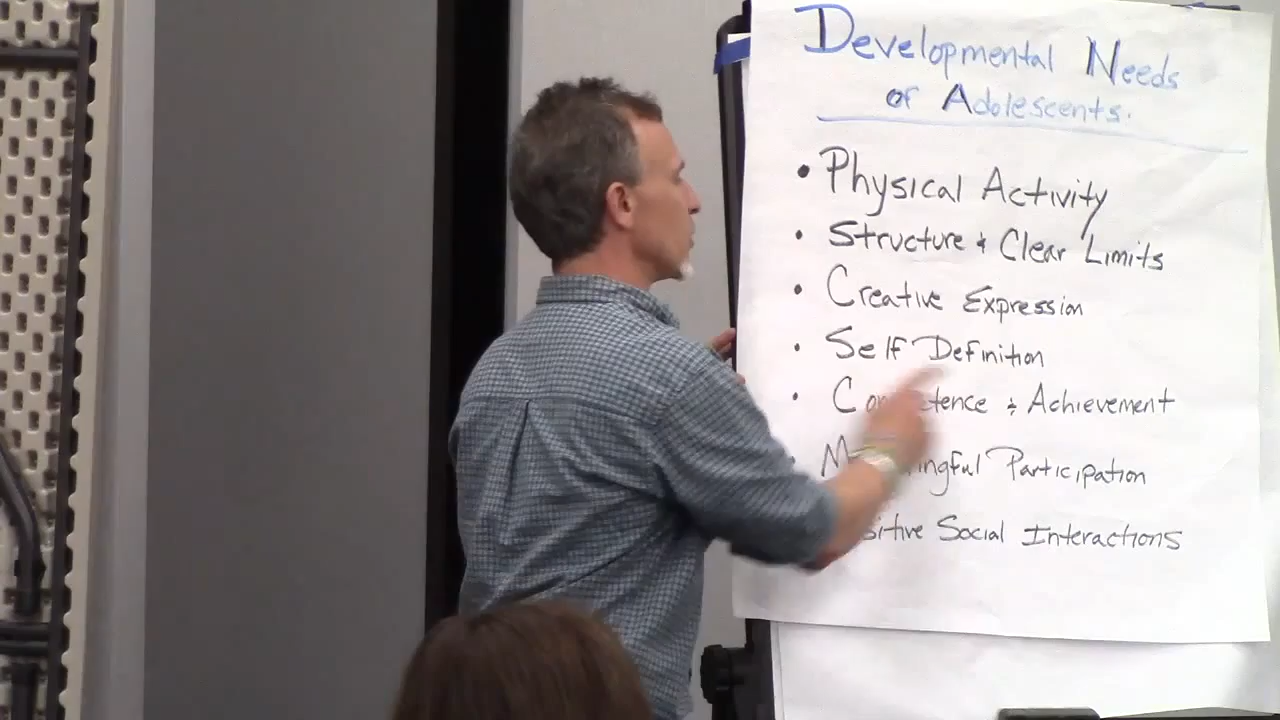 Developmental Needs
of Adolescents.
• Physical Activity
• Structure & Clear Limits
• Creative Expression
• Self Definition
• & Achievement
Participation
Social Interactions